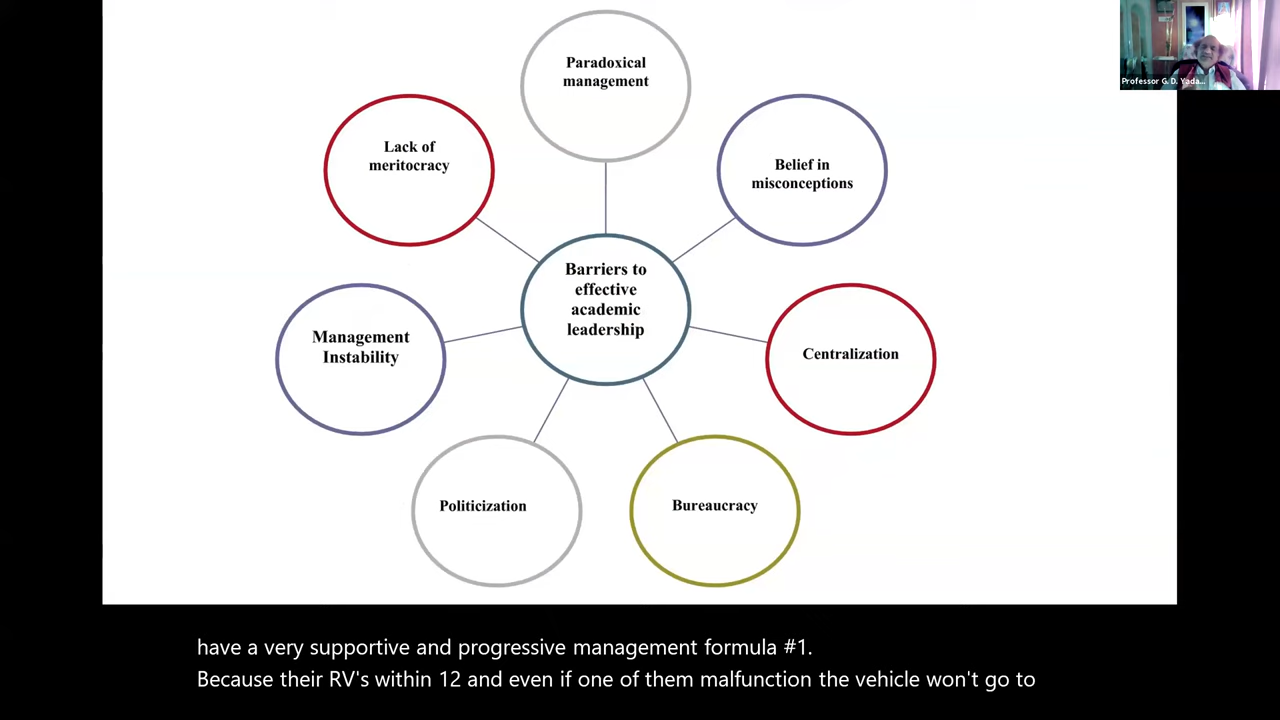 Professor G. D. Yada...
Paradoxical
management
Lack of
meritocracy
Belief in
misconceptions
Barriers to
effective
academic
leadership
Management
Instability
Centralization
Politicization
Bureaucracy
have a very supportive and progressive management formula #1.
Because their RV's within 12 and even if one of them malfunction the vehicle won't go to